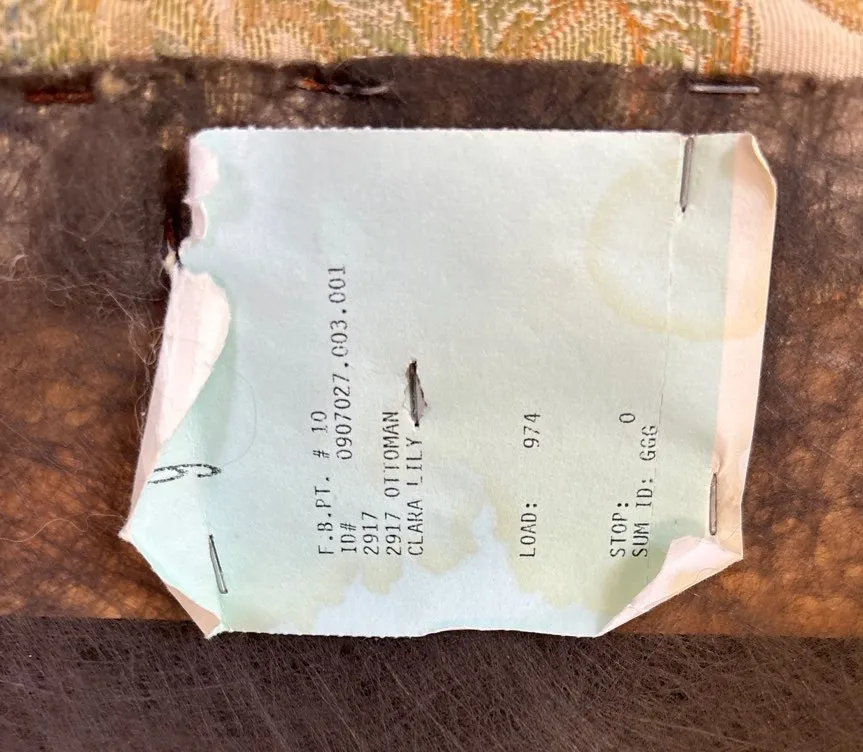 F.B.PT. # 10
ID# 0907027.003.001
2917
2917 OTTOMAN
CLARA LILY
LOAD: 974
STOP: 0
SUM ID: GGG